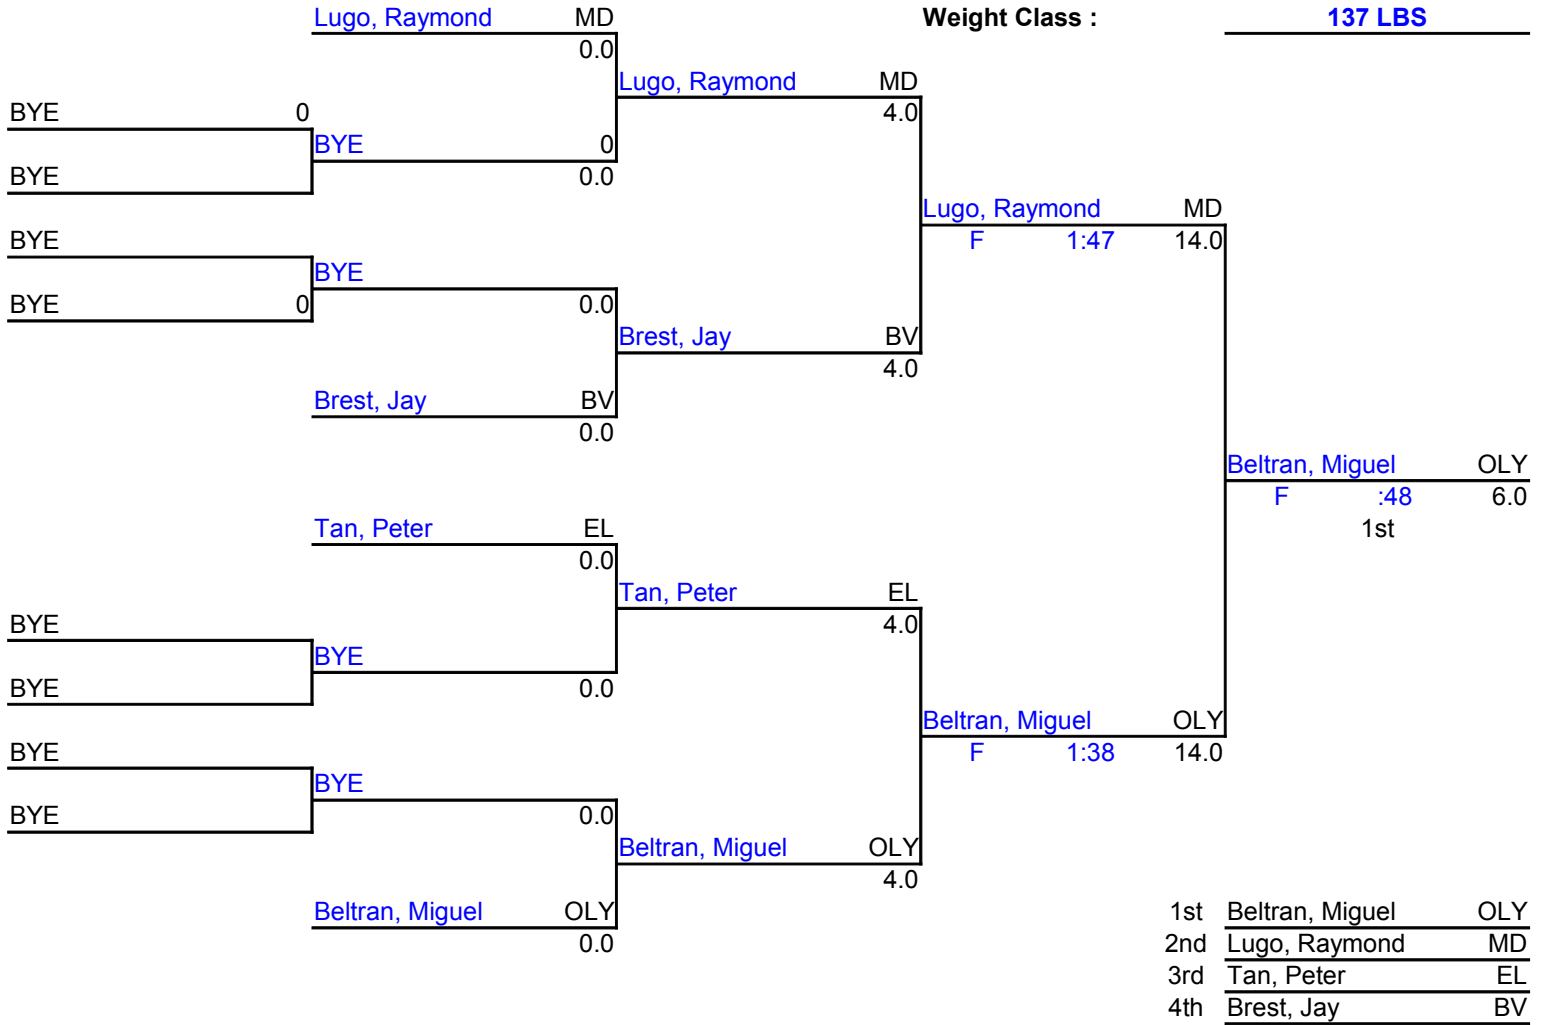 Lugo, Raymond MD Weight Class : 137 LBS
0.0
Lugo, Raymond MD
BYE 0 4.0
BYE 0
BYE 0.0
Lugo, Raymond MD
BYE F 1:47 14.0
BYE
BYE 0 0.0
Brest, Jay BV
4.0
Brest, Jay BV
0.0
Beltran, Miguel OLY
F :48 6.0
Tan, Peter EL 1st
0.0
Tan, Peter EL
BYE 4.0
BYE
BYE 0.0
Beltran, Miguel OLY
BYE F 1:38 14.0
BYE
BYE 0.0
Beltran, Miguel OLY
4.0
Beltran, Miguel OLY 1st Beltran, Miguel OLY
0.0 2nd Lugo, Raymond MD
3rd Tan, Peter EL
4th Brest, Jay BV